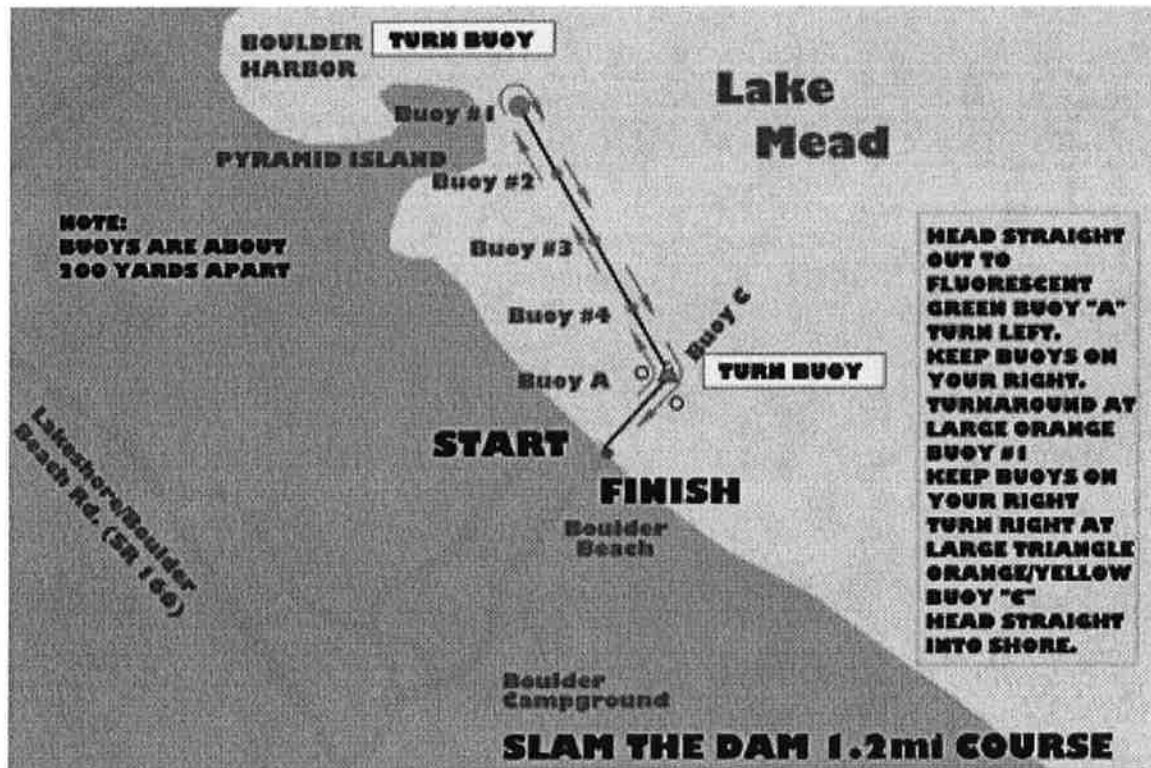 BOULDER
HARBOR
TURN BUOY
Lake
Mead
Buoy #1
PYRAMID ISLAND
Buoy #2
NOTE:
BUOYS ARE ABOUT
200 YARDS APART
Buoy #3
Buoy #4
Buoy C
Buoy A
TURN BUOY
START
FINISH
Boulder
Beach
Lakeshore/Boulder
Beach Rd. (SR 166)
HEAD STRAIGHT
OUT TO
FLUORESCENT
GREEN BUOY "A"
TURN LEFT.
KEEP BUOYS ON
YOUR RIGHT.
TURNAROUND AT
LARGE ORANGE
BUOY #1
KEEP BUOYS ON
YOUR RIGHT
TURN RIGHT AT
LARGE TRIANGLE
ORANGE/YELLOW
BUOY "C"
HEAD STRAIGHT
INTO SHORE.
Boulder
Campground
SLAM THE DAM 1.2mi COURSE